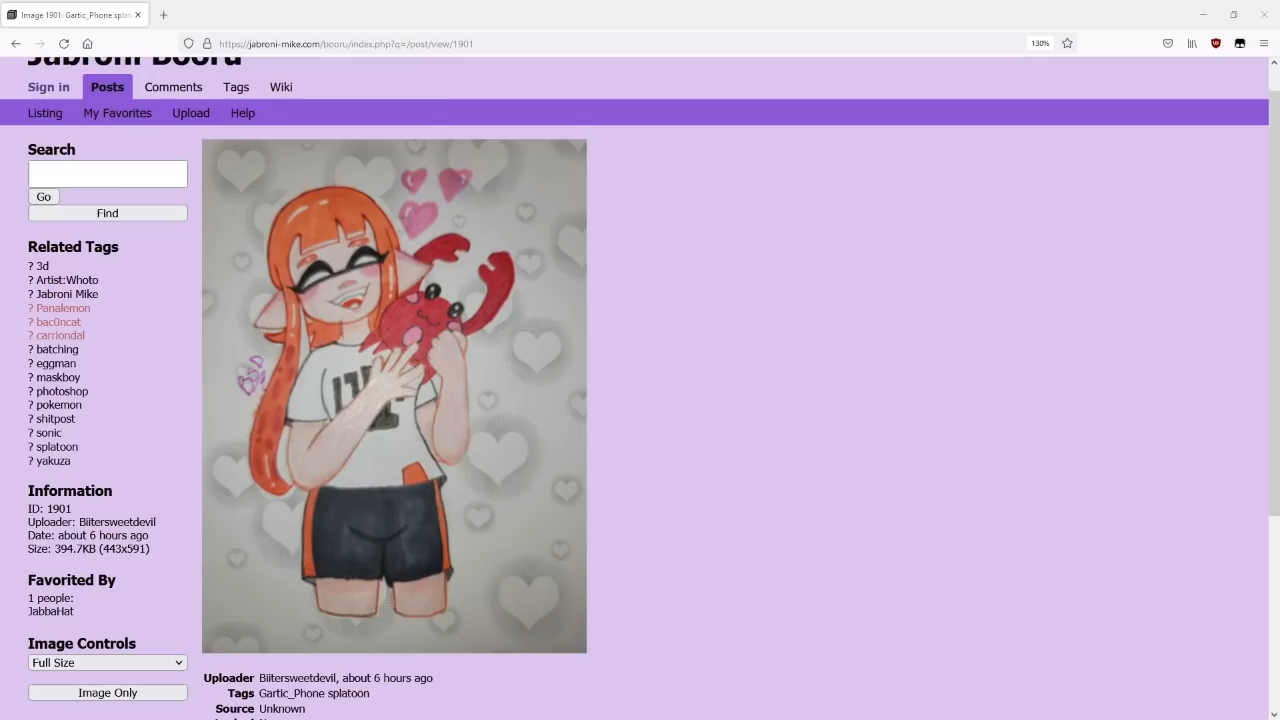 Image 1901: Gartic_Phone splat
https://jabroni-mike.com/booru/index.php?q=/post/view/1901
130%
Jabroni Booru
Sign in Posts Comments Tags Wiki
Listing My Favorites Upload Help
Search
Go
Find
Related Tags
? 3d
? Artist:Whoto
? Jabroni Mike
? Panalemon
? bac0ncat
? carriondal
? batching
? eggman
? maskboy
? photoshop
? pokemon
? shitpost
? sonic
? splatoon
? yakuza
Information
ID: 1901
Uploader: Biitersweetdevil
Date: about 6 hours ago
Size: 394.7KB (443x591)
Favorited By
1 people:
JabbaHat
Image Controls
Full Size
Image Only
Uploader Biitersweetdevil, about 6 hours ago
Tags Gartic_Phone splatoon
Source Unknown